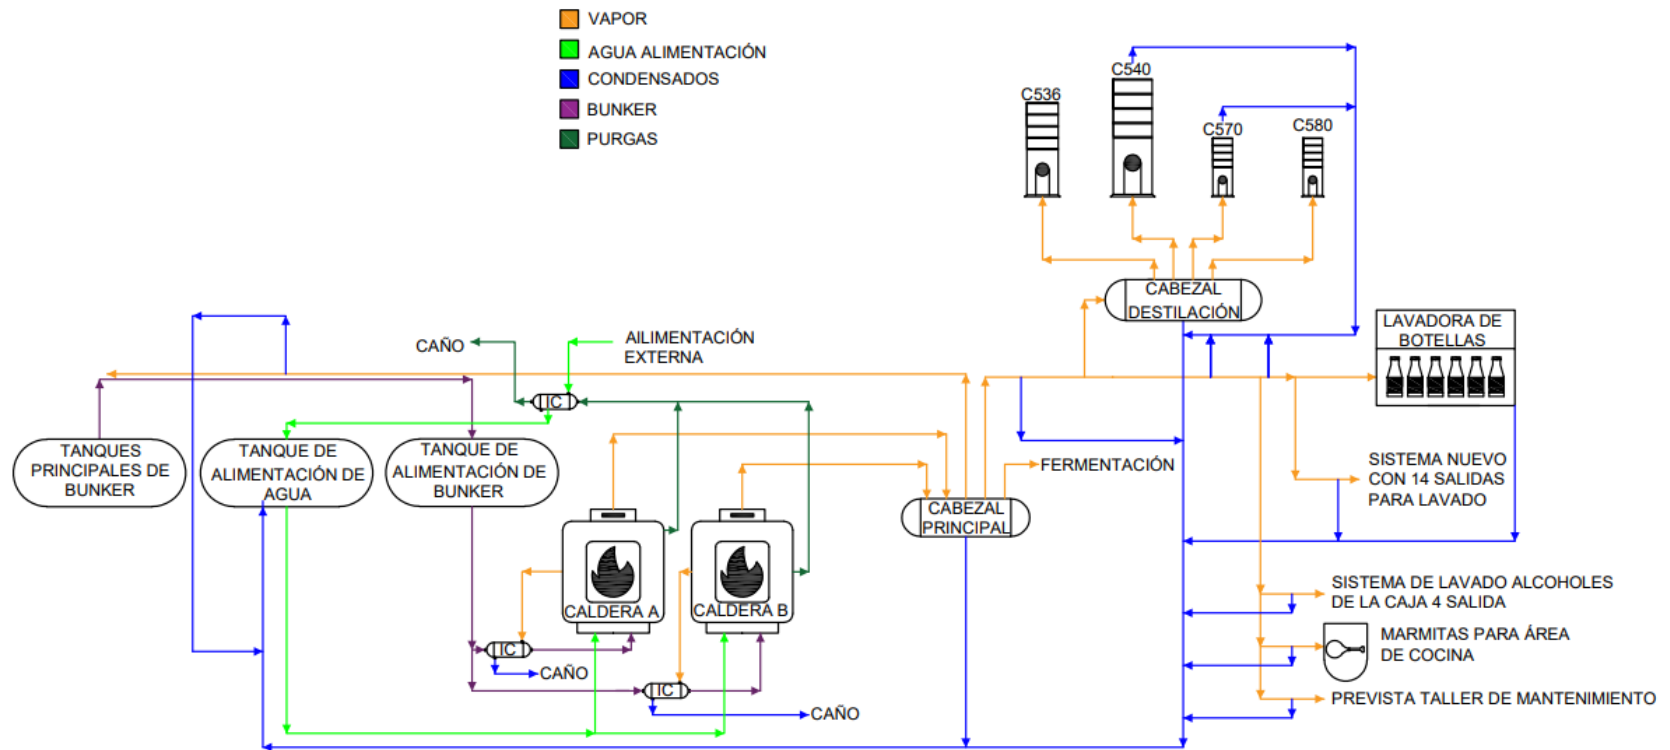 VAPOR
AGUA ALIMENTACIÓN
CONDENSADOS
BUNKER
PURGAS
C536
C540
C570
C580
CABEZAL
DESTILACIÓN
LAVADORA DE
BOTELLAS
CAÑO
AILIMENTACIÓN
EXTERNA
IC
TANQUES
PRINCIPALES DE
BUNKER
TANQUE DE
ALIMENTACIÓN DE
AGUA
TANQUE DE
ALIMENTACIÓN DE
BUNKER
FERMENTACIÓN
CABEZAL
PRINCIPAL
SISTEMA NUEVO
CON 14 SALIDAS
PARA LAVADO
CALDERA A
CALDERA B
IC
CAÑO
IC
CAÑO
SISTEMA DE LAVADO ALCOHOLES
DE LA CAJA 4 SALIDA
MARMITAS PARA ÁREA
DE COCINA
PREVISTA TALLER DE MANTENIMIENTO